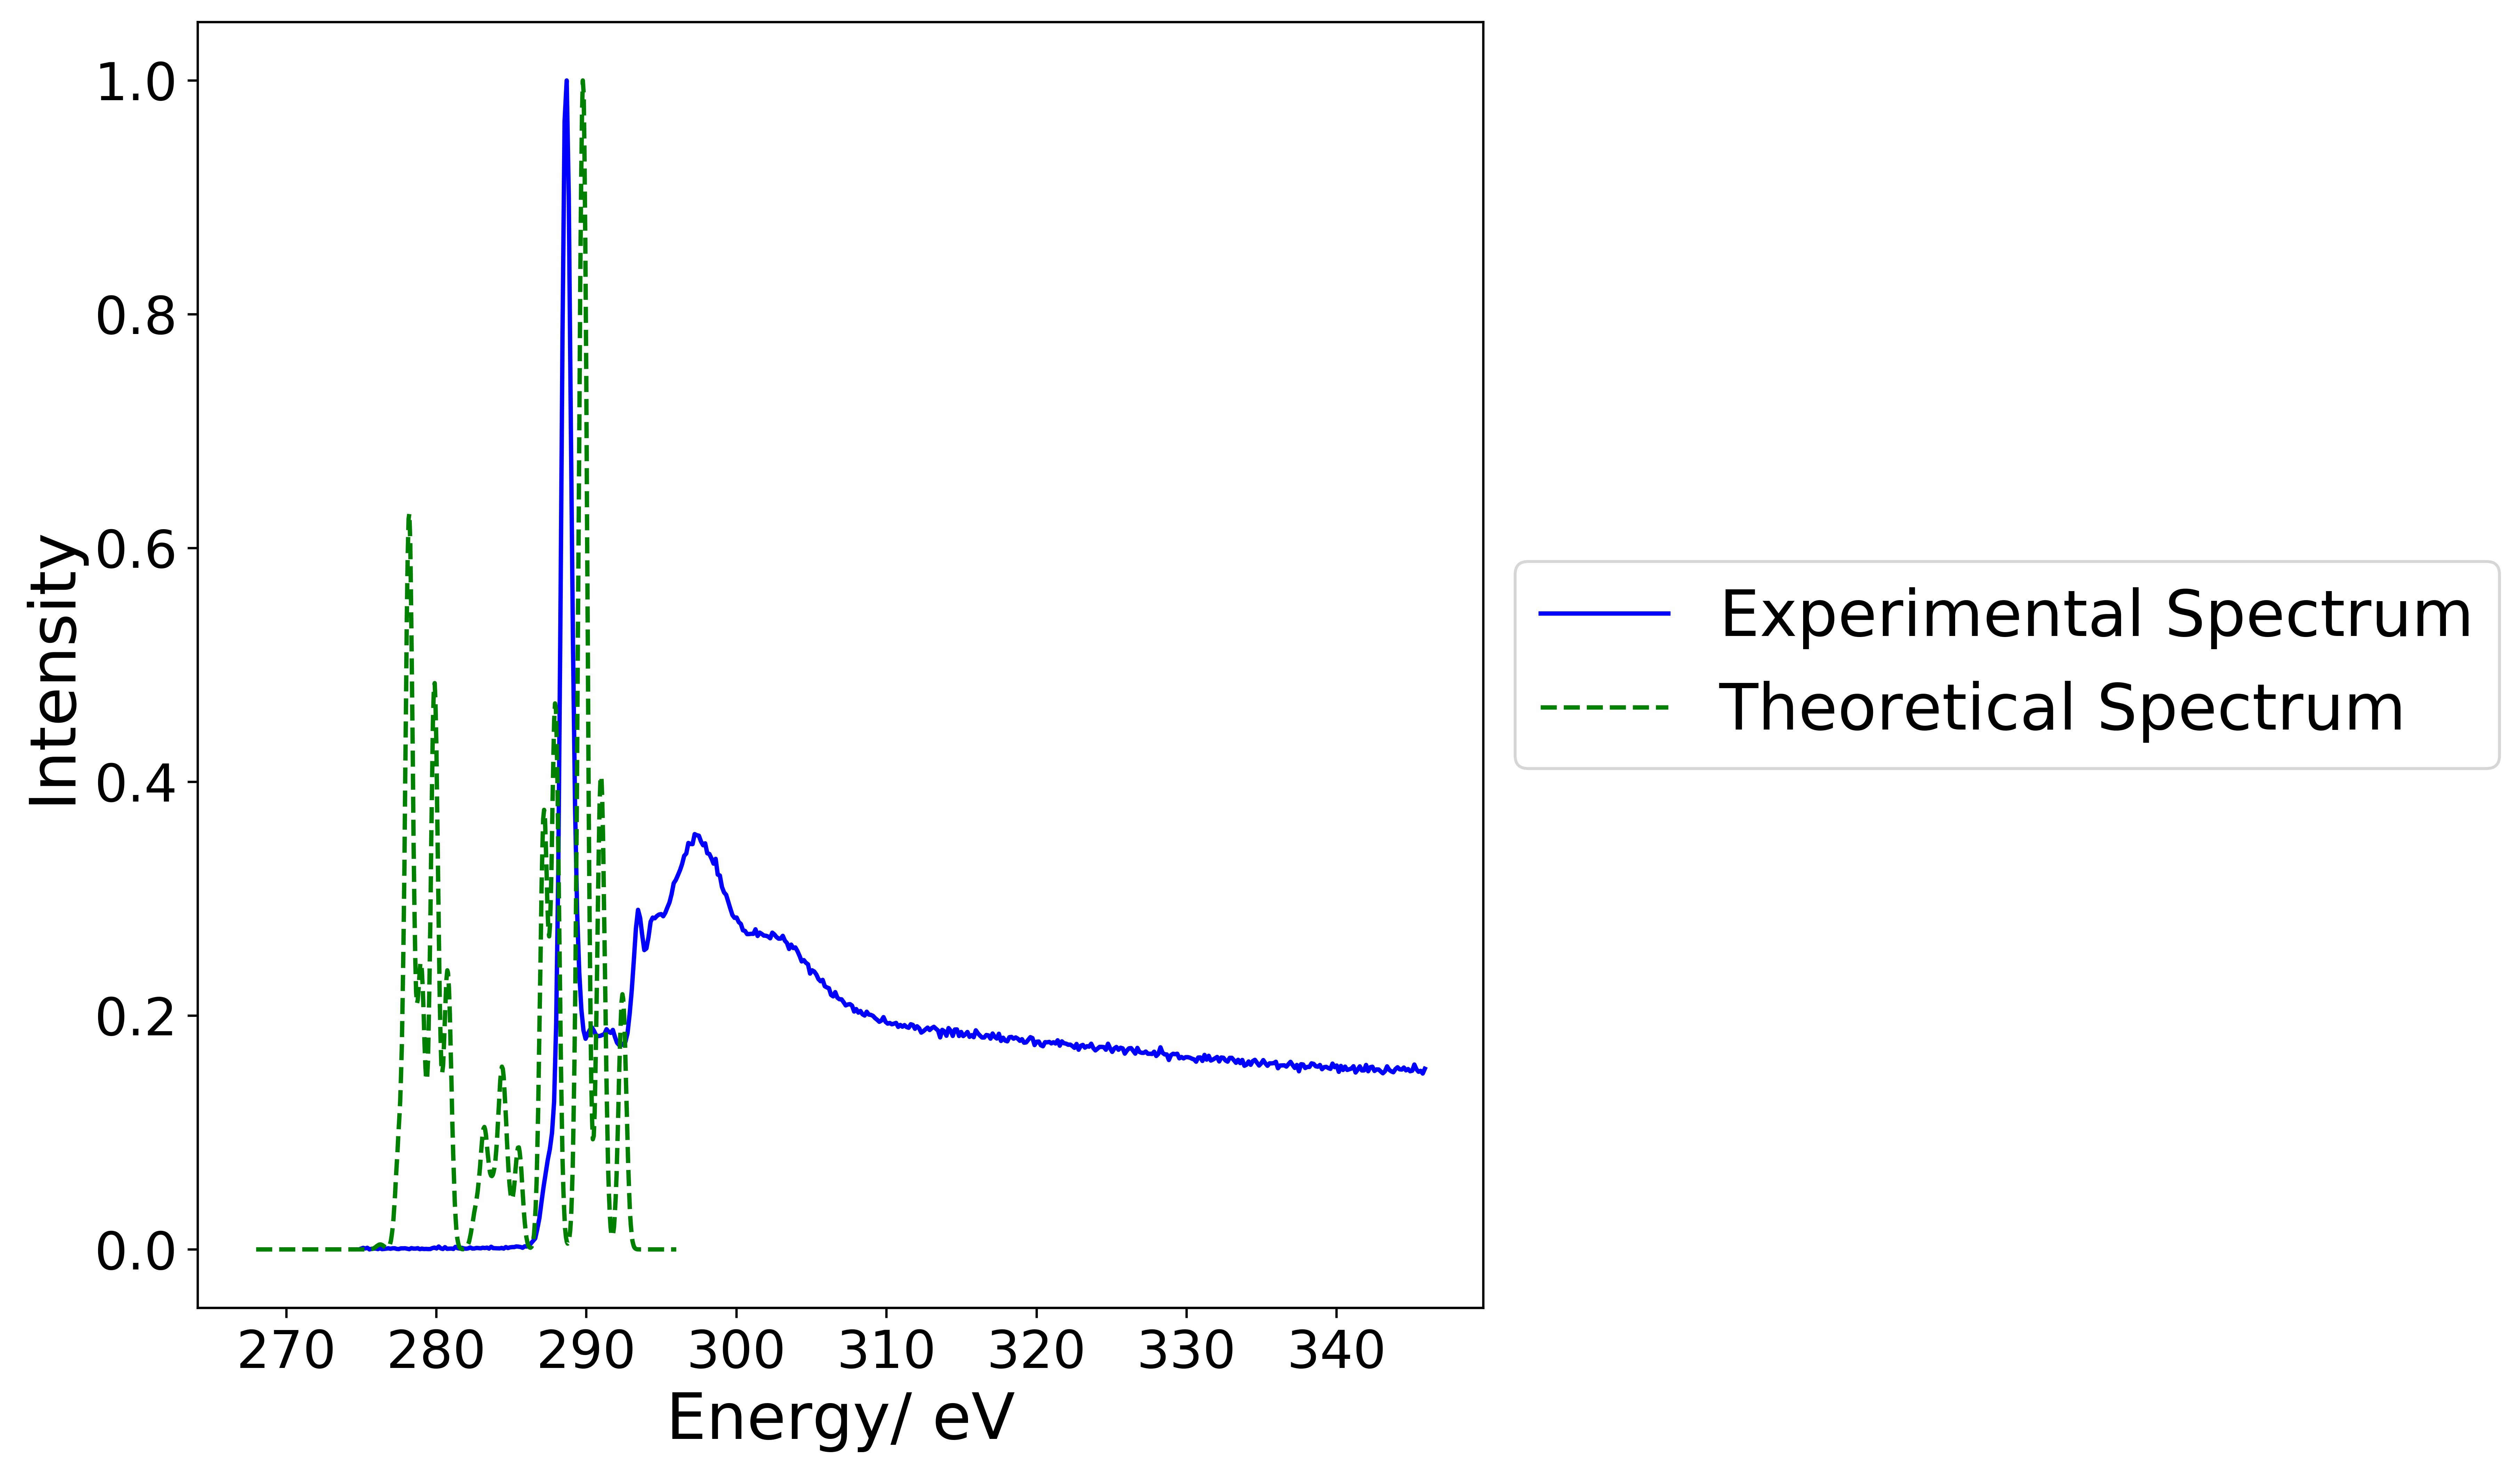 1.0
0.8
0.6
0.4
0.2
0.0
Intensity
270 280 290 300 310 320 330 340
Energy/ eV
Experimental Spectrum
Theoretical Spectrum